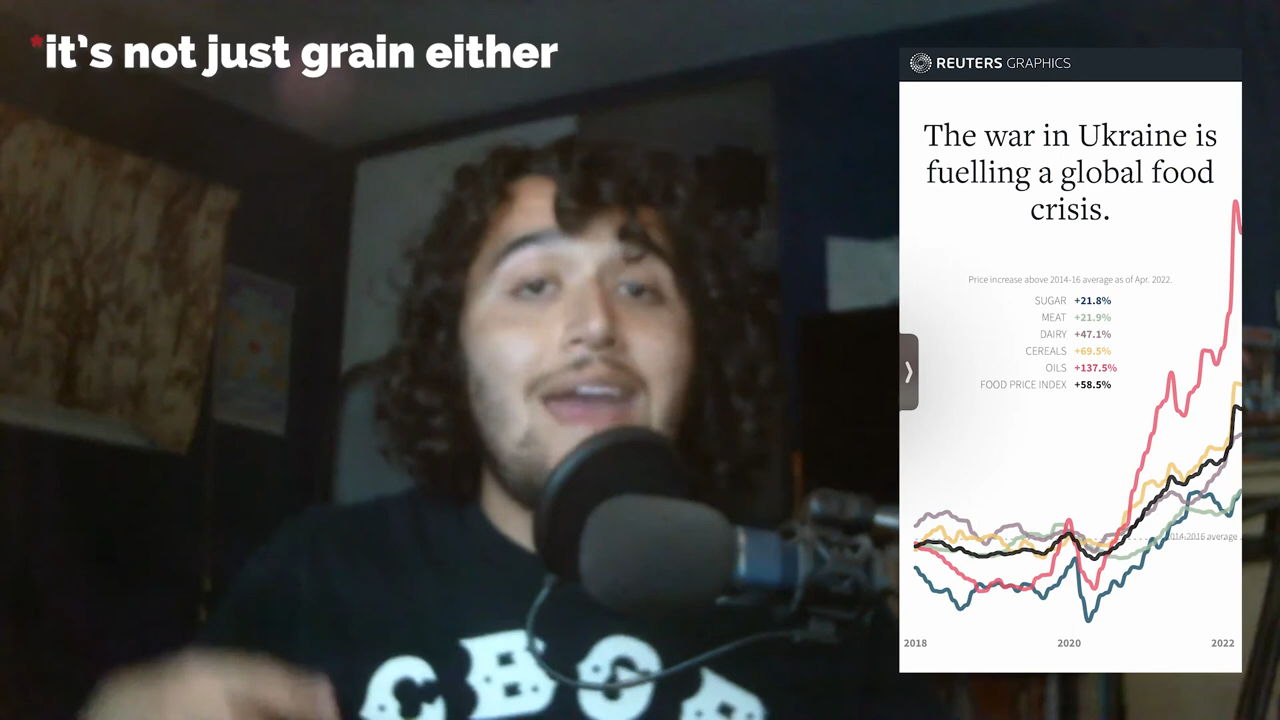 *it's not just grain either
REUTERS GRAPHICS
The war in Ukraine is
fuelling a global food
crisis.
Price increase above 2014-16 average as of Apr. 2022.
SUGAR +21.8%
MEAT +21.9%
DAIRY +47.1%
CEREALS +69.5%
OILS +137.5%
FOOD PRICE INDEX +58.5%
2014-2016 average
2018 2020 2022